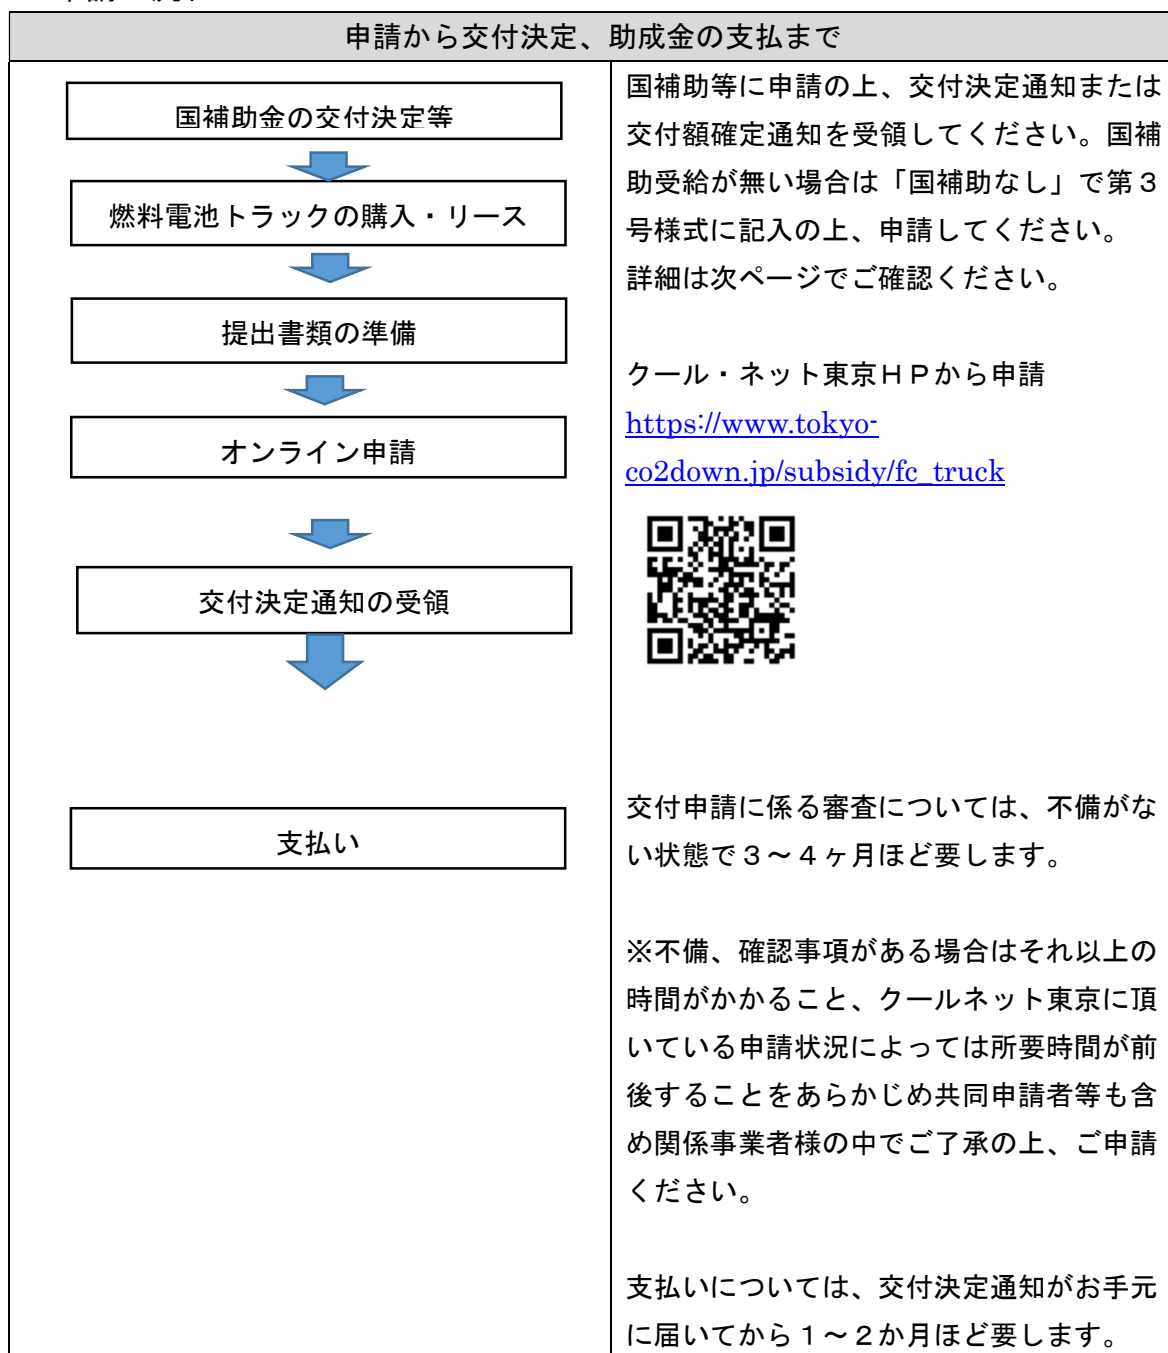 申請から交付決定、助成金の支払まで
国補助金の交付決定等
燃料電池トラックの購入・リース
提出書類の準備
オンライン申請
交付決定通知の受領
支払い
国補助等に申請の上、交付決定通知または
交付額確定通知を受領してください。国補
助受給が無い場合は「国補助なし」で第３
号様式に記入の上、申請してください。
詳細は次ページでご確認ください。
クール・ネット東京ＨＰから申請
https://www.tokyo-
co2down.jp/subsidy/fc_truck
交付申請に係る審査については、不備がな
い状態で３～４ヶ月ほど要します。
※不備、確認事項がある場合はそれ以上の
時間がかかること、クールネット東京に頂
いている申請状況によっては所要時間が前
後することをあらかじめ共同申請者等も含
め関係事業者様の中でご了承の上、ご申請
ください。
支払いについては、交付決定通知がお手元
に届いてから１～２か月ほど要します。